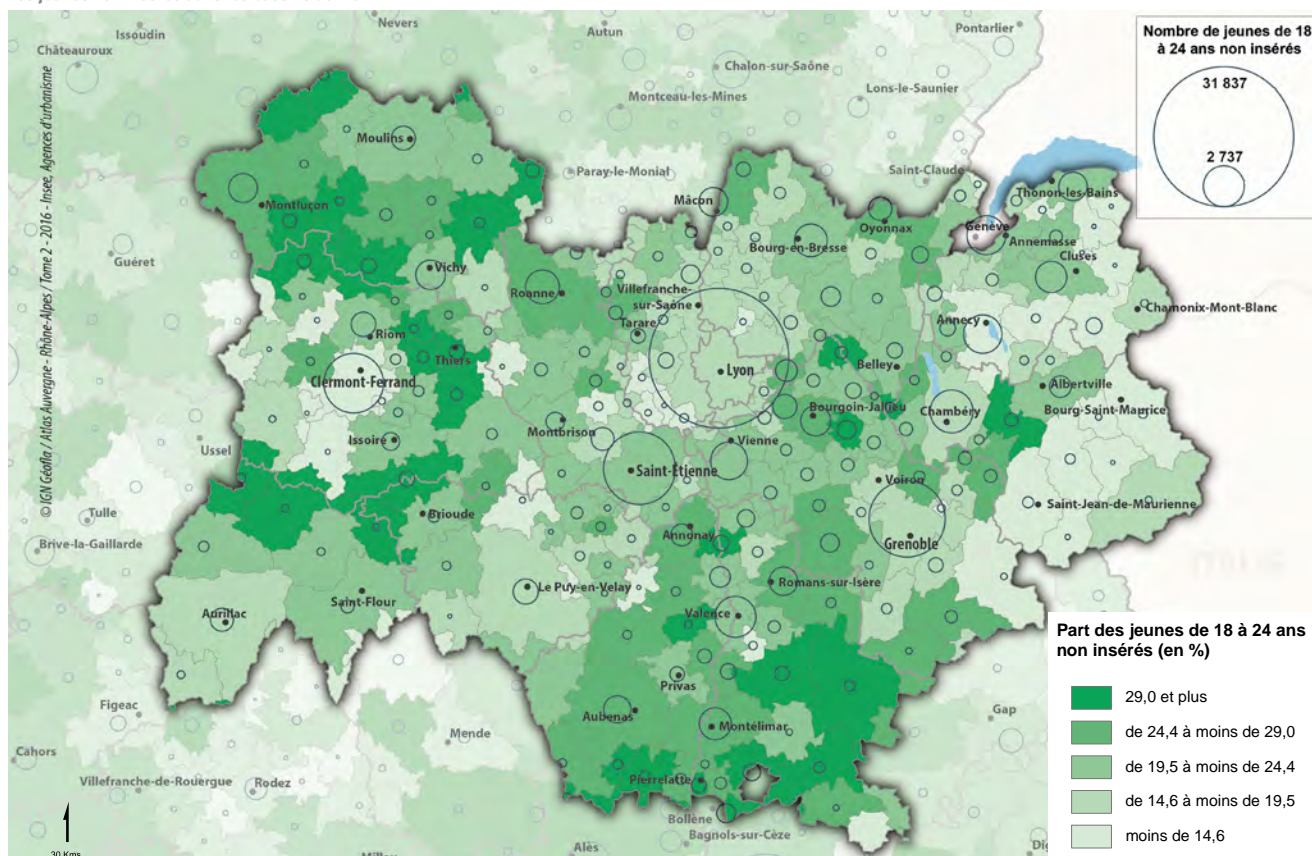 Nombre de jeunes de 18
à 24 ans non insérés
31 837
2 737
© IGN Géofla / Atlas Auvergne - Rhône-Alpes / Tome 2 - 2016 - Insee, Agences d'urbanisme
Issoudin
Nevers
Autun
Pontarlier
Châteauroux
Chalon-sur-Saône
Montceau-les-Mines
Lons-le-Saunier
Moulins
Paray-le-Monial
Saint-Claude
Thonon-les-Bains
Montluçon
Mâcon
Oyonnax
Genève
Annemasse
Bourg-en-Bresse
Cluses
Guéret
Vichy
Roanne
Villefranche-
sur-Saône
Chamonix-Mont-Blanc
Tarare
Annecy
Riom
Thiers
Clermont-Ferrand
Lyon
Belley
Albertville
Bourgoin-Jallieu
Chambéry
Bourg-Saint-Maurice
Ussel
Issoire
Montbrison
Vienne
Saint-Étienne
Voiron
Tulle
Brioude
Saint-Jean-de-Maurienne
Brive-la-Gaillarde
Annonay
Grenoble
Le Puy-en-Velay
Romans-sur-Isère
Aurillac
Saint-Flour
Valence
Privas
Aubenas
Montélimar
Figeac
Mende
Gap
Cahors
Villefranche-de-Rouergue
Rodez
Pierrelatte
Bollène
Bagnols-sur-Cèze
Alès
30 Kms
Part des jeunes de 18 à 24 ans
non insérés (en %)
29,0 et plus
de 24,4 à moins de 29,0
de 19,5 à moins de 24,4
de 14,6 à moins de 19,5
moins de 14,6